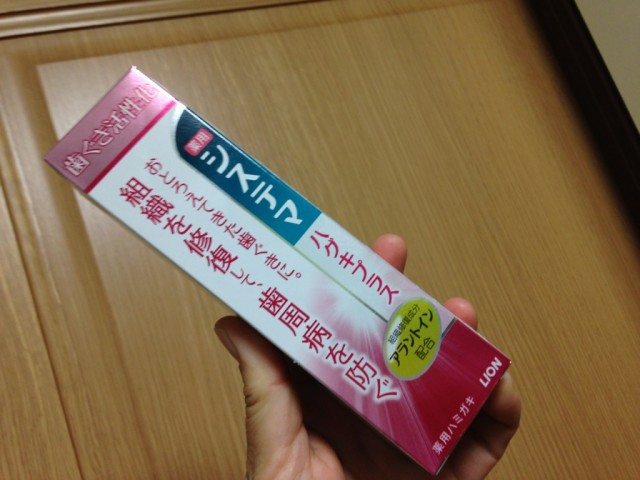 歯ぐき活性化
薬用
システマ
ハグキプラス
おとろえてきた歯ぐきに。
組織を修復して、
歯周病を防ぐ
組織修復成分
アラントイン
配合
薬用ハミガキ
LION